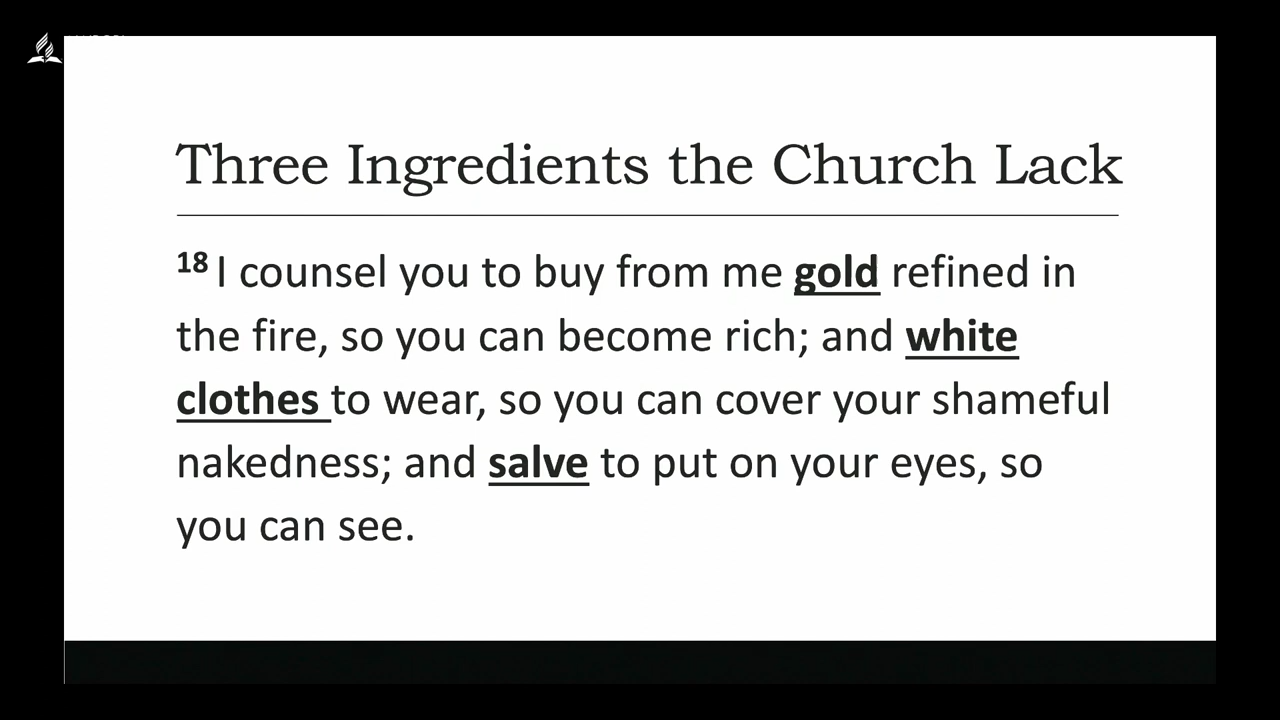 Three Ingredients the Church Lack
18 I counsel you to buy from me gold refined in
the fire, so you can become rich; and white
clothes to wear, so you can cover your shameful
nakedness; and salve to put on your eyes, so
you can see.